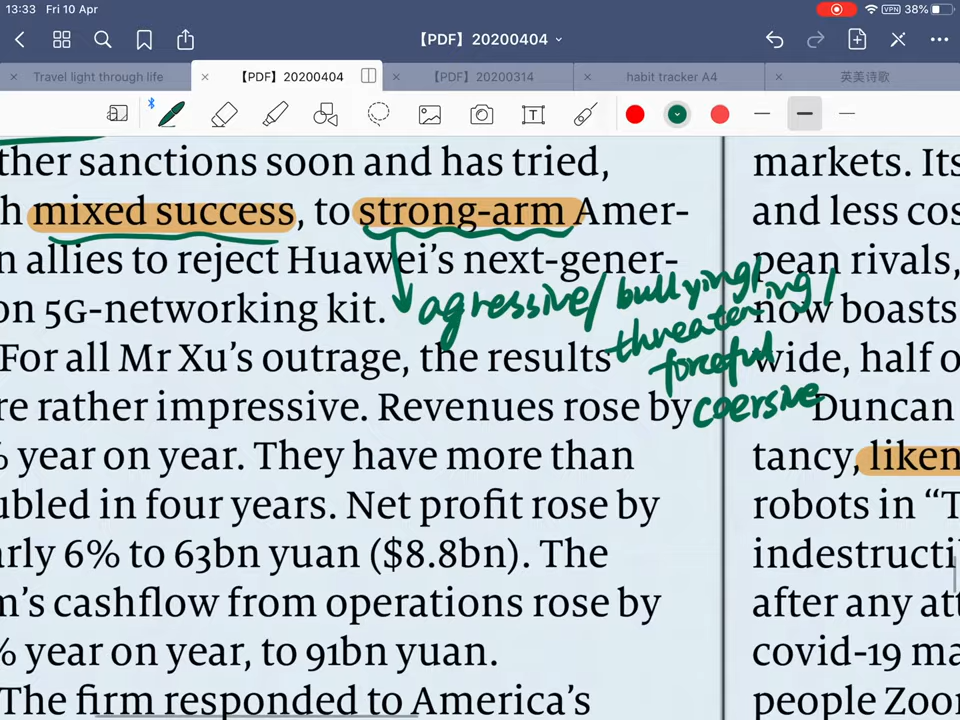 13:33 Fri 10 Apr
VPN 38%
【PDF】20200404
Travel light through life
【PDF】20200404
【PDF】20200314
habit tracker A4
英美诗歌
ther sanctions soon and has tried,
h mixed success, to strong-arm Amer-
n allies to reject Huawei's next-gener-
on 5G-networking kit.
agressive/ bullying/
threatening/
forceful
coersive
For all Mr Xu's outrage, the results
re rather impressive. Revenues rose by
% year on year. They have more than
ubled in four years. Net profit rose by
arly 6% to 63bn yuan ($8.8bn). The
m's cashflow from operations rose by
% year on year, to 91bn yuan.
The firm responded to America's
markets. Its
and less cos
pean rivals,
now boasts
wide, half o
Duncan
tancy, liken
robots in “T
indestructi
after any att
covid-19 ma
people Zoor